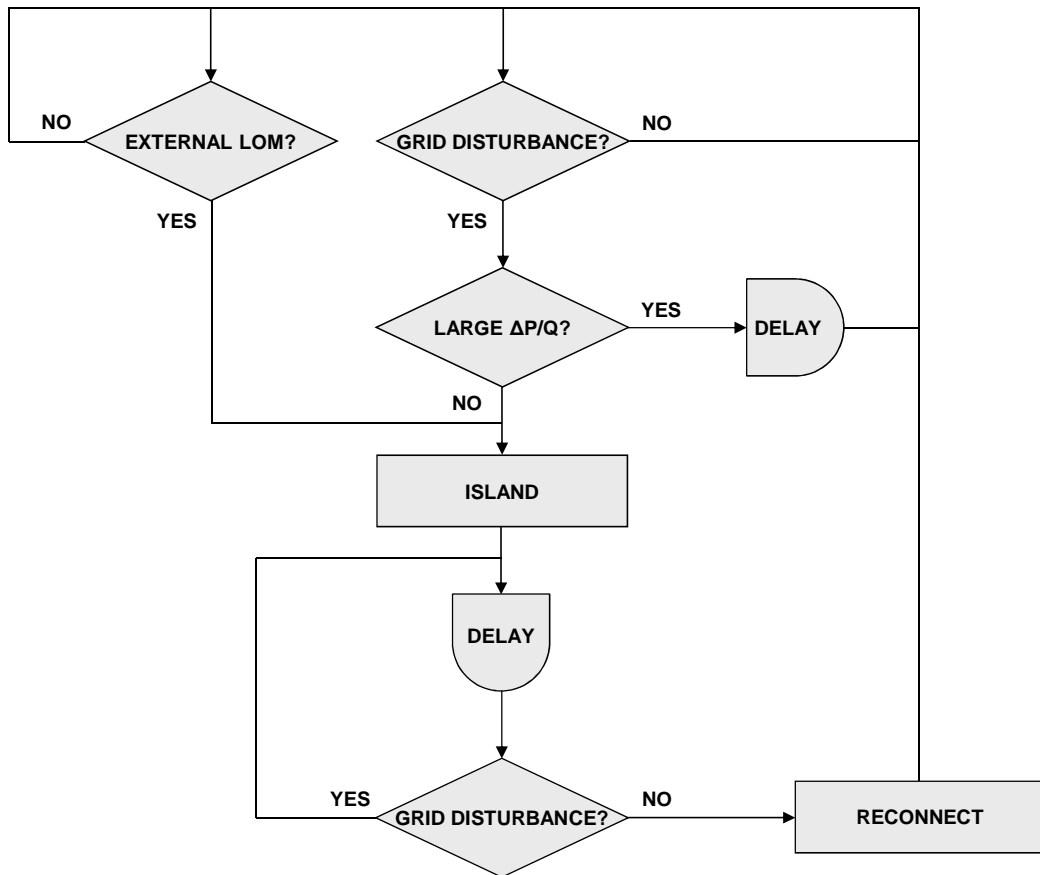 NO
EXTERNAL LOM?
GRID DISTURBANCE?
NO
YES
YES
LARGE ΔP/Q?
YES
DELAY
NO
ISLAND
DELAY
YES
GRID DISTURBANCE?
NO
RECONNECT